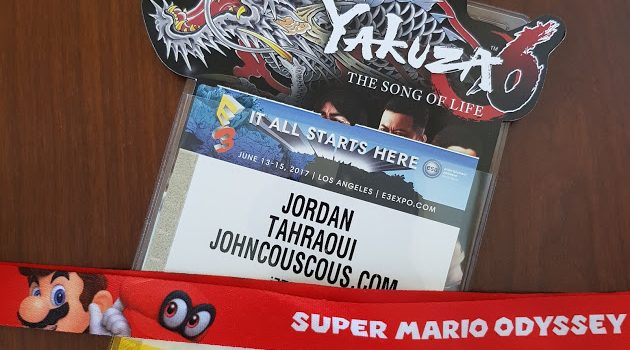 YAKUZA 6
THE SONG OF LIFE
E3
IT ALL STARTS HERE
JUNE 13-15, 2017 | LOS ANGELES | E3EXPO.COM
JORDAN
TAHRAOUI
JOHNCOUSCOUS.COM
SUPER MARIO ODYSSEY